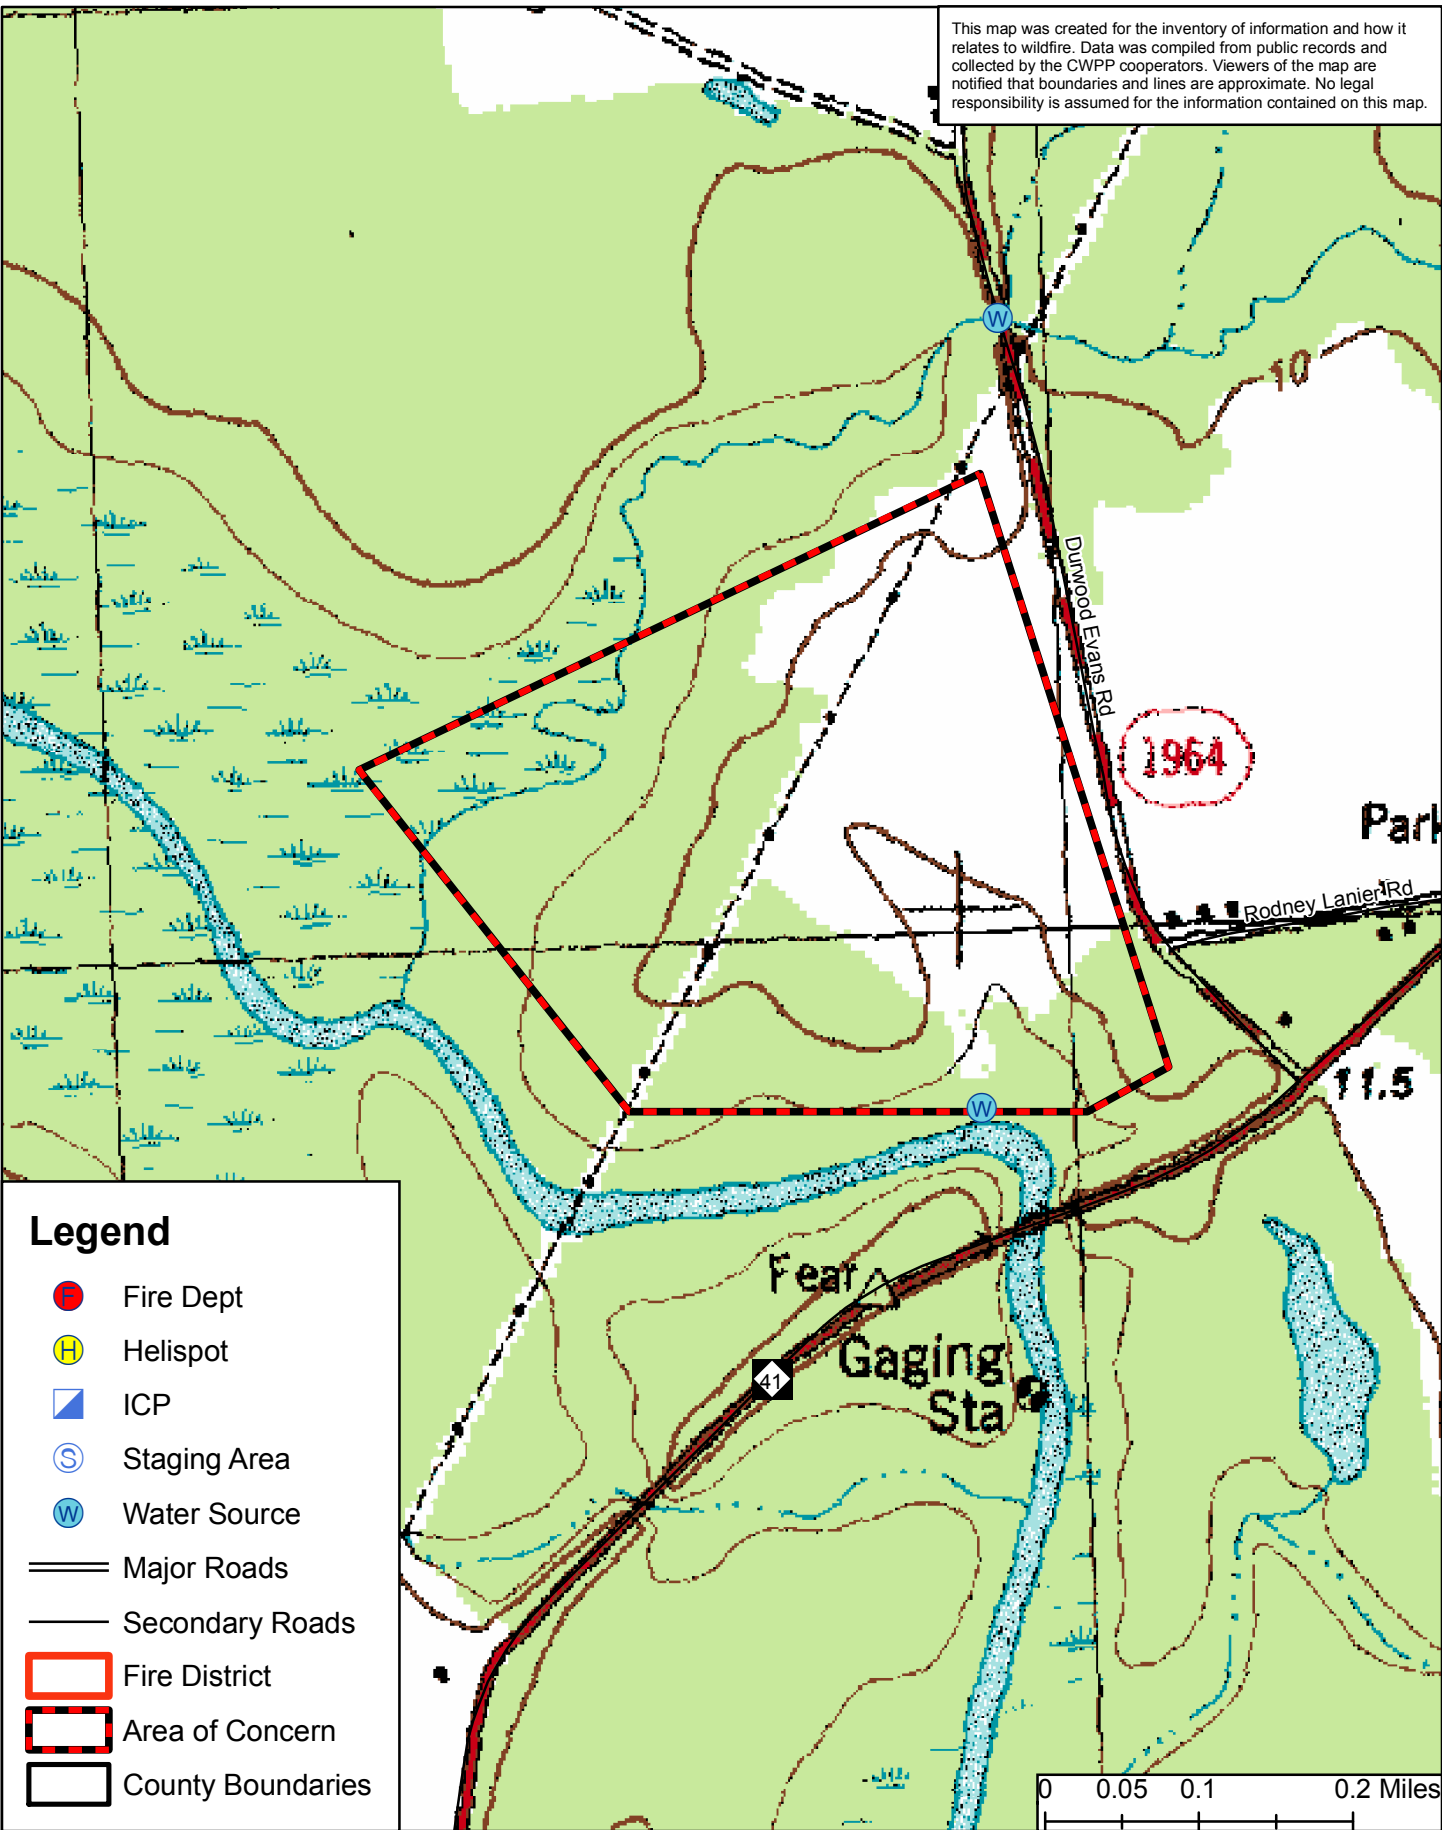 This map was created for the inventory of information and how it
relates to wildfire. Data was compiled from public records and
collected by the CWPP cooperators. Viewers of the map are
notified that boundaries and lines are approximate. No legal
responsibility is assumed for the information contained on this map.
W
10
Durwood Evans Rd
1964
Park
Rodney Lanier Rd
11.5
W
Fear
Gaging
Sta
41
Legend
F Fire Dept
H Helispot
ICP
S Staging Area
W Water Source
Major Roads
Secondary Roads
Fire District
Area of Concern
County Boundaries
0 0.05 0.1 0.2 Miles